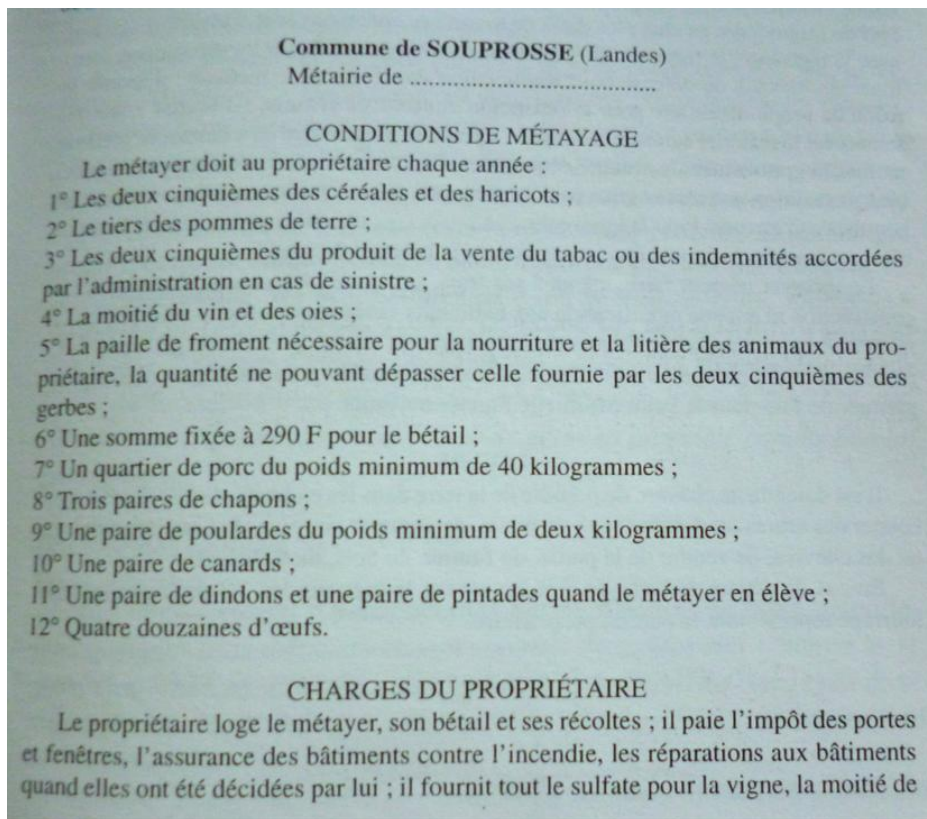 Commune de SOUPROSSE (Landes)
Métairie de ........................................
CONDITIONS DE MÉTAYAGE
Le métayer doit au propriétaire chaque année :
1° Les deux cinquièmes des céréales et des haricots ;
2° Le tiers des pommes de terre ;
3° Les deux cinquièmes du produit de la vente du tabac ou des indemnités accordées
par l'administration en cas de sinistre ;
4° La moitié du vin et des oies ;
5° La paille de froment nécessaire pour la nourriture et la litière des animaux du pro-
priétaire, la quantité ne pouvant dépasser celle fournie par les deux cinquièmes des
gerbes ;
6° Une somme fixée à 290 F pour le bétail ;
7° Un quartier de porc du poids minimum de 40 kilogrammes ;
8° Trois paires de chapons ;
9° Une paire de poulardes du poids minimum de deux kilogrammes ;
10° Une paire de canards ;
11° Une paire de dindons et une paire de pintades quand le métayer en élève ;
12° Quatre douzaines d'œufs.
CHARGES DU PROPRIÉTAIRE
Le propriétaire loge le métayer, son bétail et ses récoltes ; il paie l'impôt des portes
et fenêtres, l'assurance des bâtiments contre l'incendie, les réparations aux bâtiments
quand elles ont été décidées par lui ; il fournit tout le sulfate pour la vigne, la moitié de